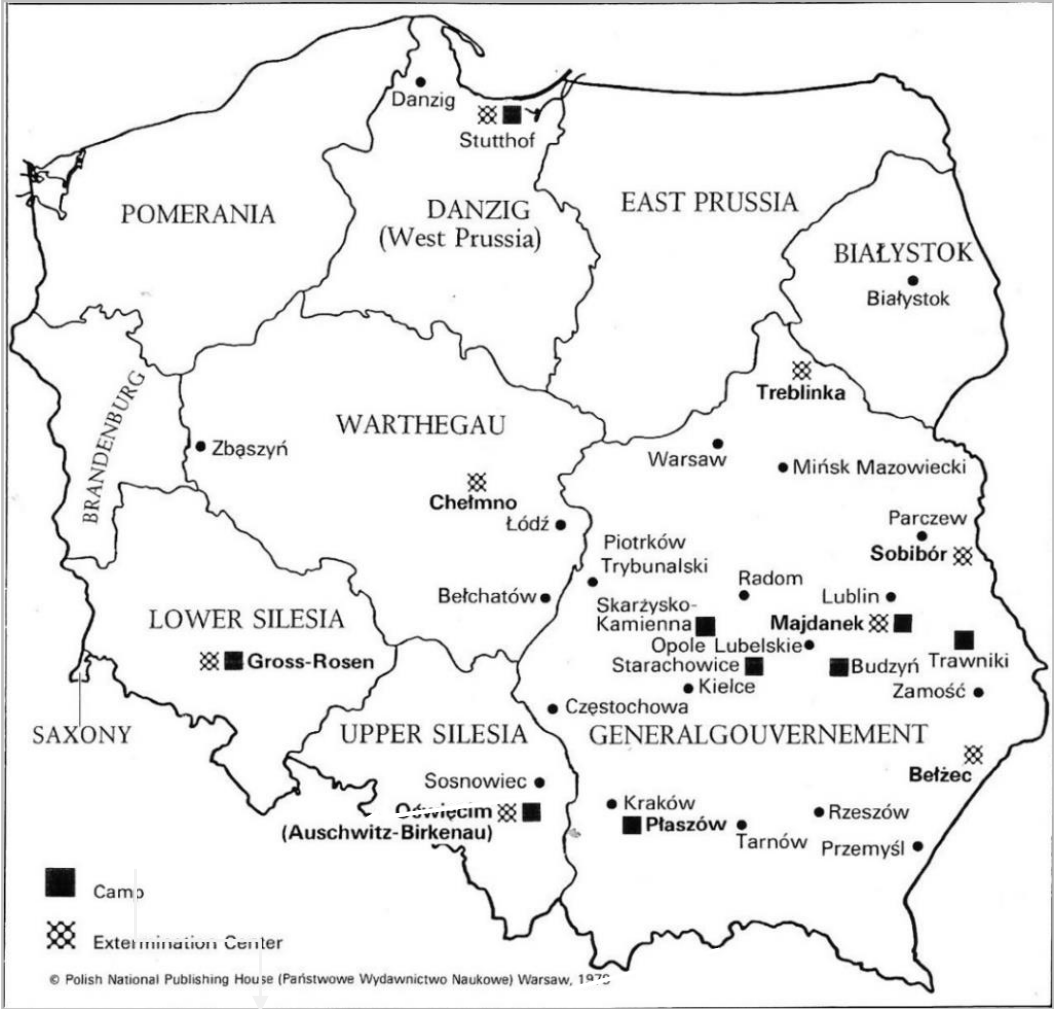 Danzig
Stutthof
POMERANIA
DANZIG
(West Prussia)
EAST PRUSSIA
BIAŁYSTOK
Białystok
Treblinka
BRANDENBURG
WARTHEGAU
Zbąszyń
Warsaw
Mińsk Mazowiecki
Chełmno
Łódź
Parczew
Sobibór
Piotrków
Trybunalski
Bełchatów
Radom
Lublin
LOWER SILESIA
Skarżysko-
Kamienna
Majdanek
Opole Lubelskie
Gross-Rosen
Starachowice
Budzyń
Trawniki
Kielce
Zamość
Częstochowa
SAXONY
UPPER SILESIA
GENERALGOUVERNEMENT
Bełżec
Sosnowiec
Oświęcim
(Auschwitz-Birkenau)
Kraków
Płaszów
Tarnów
Rzeszów
Przemyśl
Camp
Extermination Center
© Polish National Publishing House (Państwowe Wydawnictwo Naukowe) Warsaw,